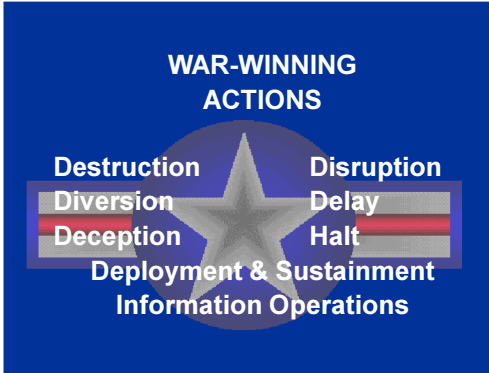 WAR-WINNING
ACTIONS
Destruction Disruption
Diversion Delay
Deception Halt
Deployment & Sustainment
Information Operations